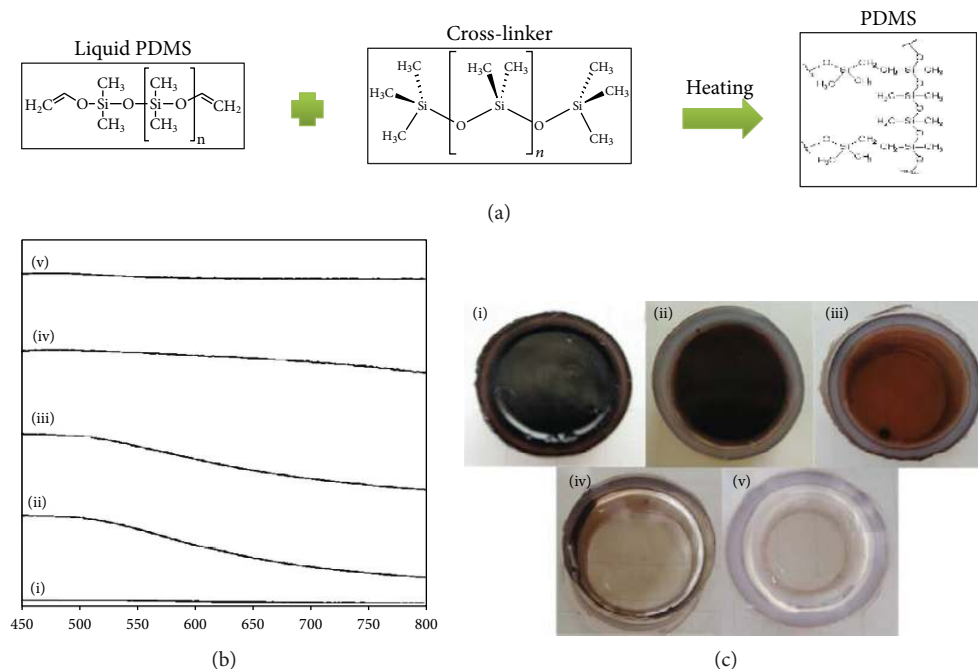 Liquid PDMS
CH₃ CH₃
H₂C O Si O Si O CH₂
CH₃ CH₃
n
Cross-linker
CH₃ H₃C CH₃ CH₃
H₃C CH₃
Si Si Si
H₃C O O CH₃
n
Heating
PDMS
(a)
(v)
(iv)
(iii)
(ii)
(i)
450 500 550 600 650 700 750 800
(b)
(i) (ii) (iii)
(iv) (v)
(c)